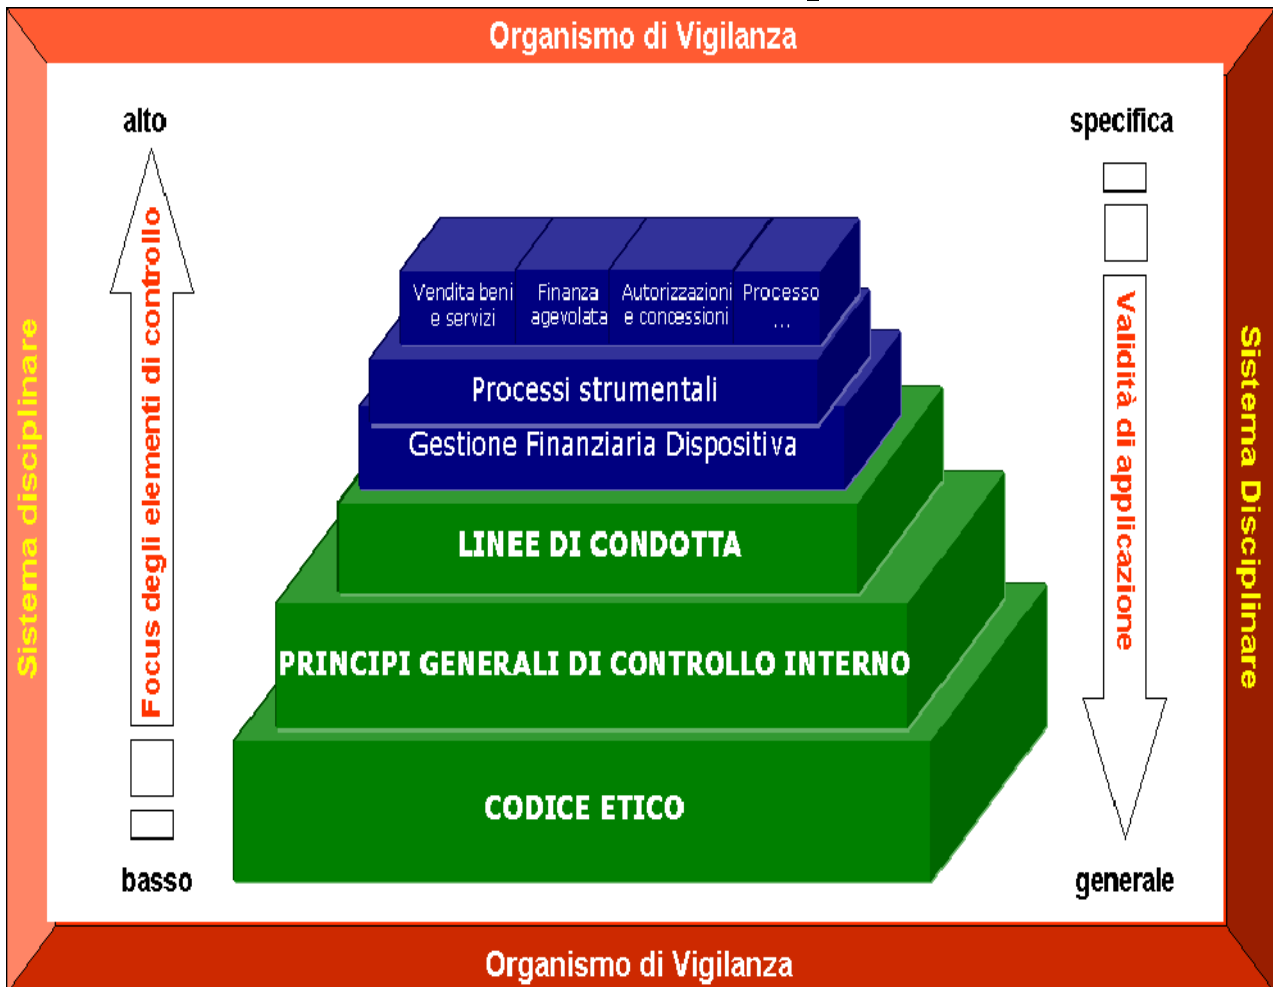 Organismo di Vigilanza
alto
specifica
Sistema disciplinare
Focus degli elementi di controllo
Vendita beni
e servizi
Finanza
agevolata
Autorizzazioni
e concessioni
Processo
...
Processi strumentali
Gestione Finanziaria Dispositiva
LINEE DI CONDOTTA
PRINCIPI GENERALI DI CONTROLLO INTERNO
CODICE ETICO
Validità di applicazione
Sistema Disciplinare
basso
generale
Organismo di Vigilanza